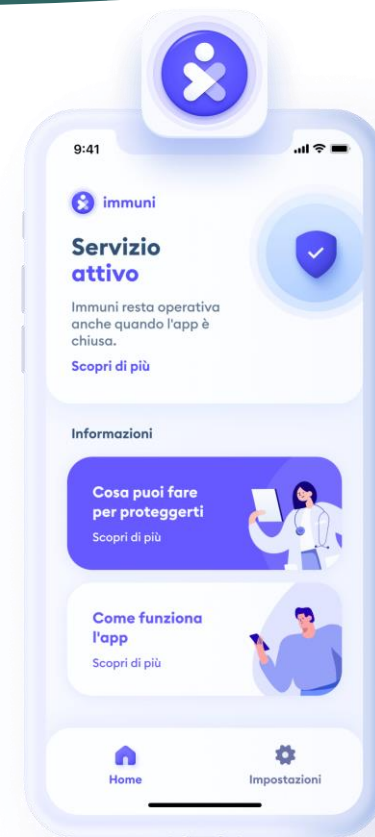 9:41
immuni
Servizio
attivo
Immuni resta operativa
anche quando l'app è
chiusa.
Scopri di più
Informazioni
Cosa puoi fare
per proteggerti
Scopri di più
Come funziona
l'app
Scopri di più
Home
Impostazioni